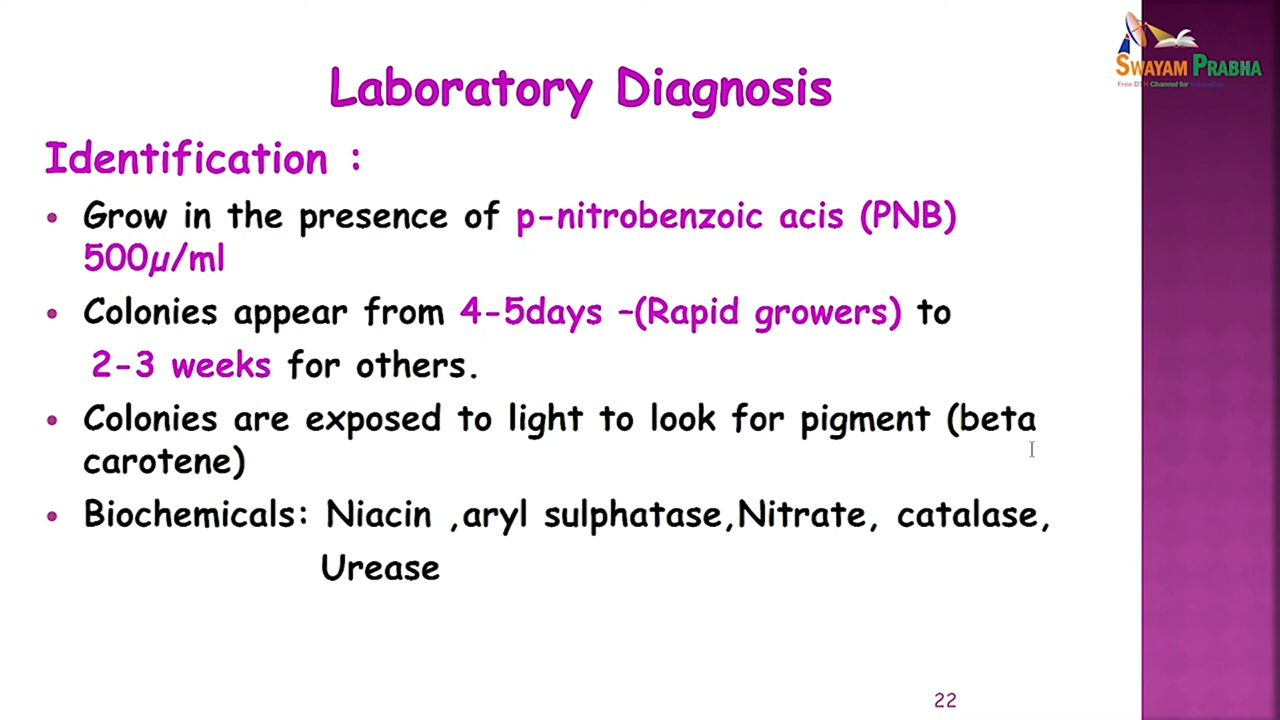 SWAYAM PRABHA
Free DTH Channel for Education
Laboratory Diagnosis
Identification :
• Grow in the presence of p-nitrobenzoic acis (PNB)
500µ/ml
• Colonies appear from 4-5days –(Rapid growers) to
2-3 weeks for others.
• Colonies are exposed to light to look for pigment (beta
carotene)
• Biochemicals: Niacin ,aryl sulphatase,Nitrate, catalase,
Urease
22